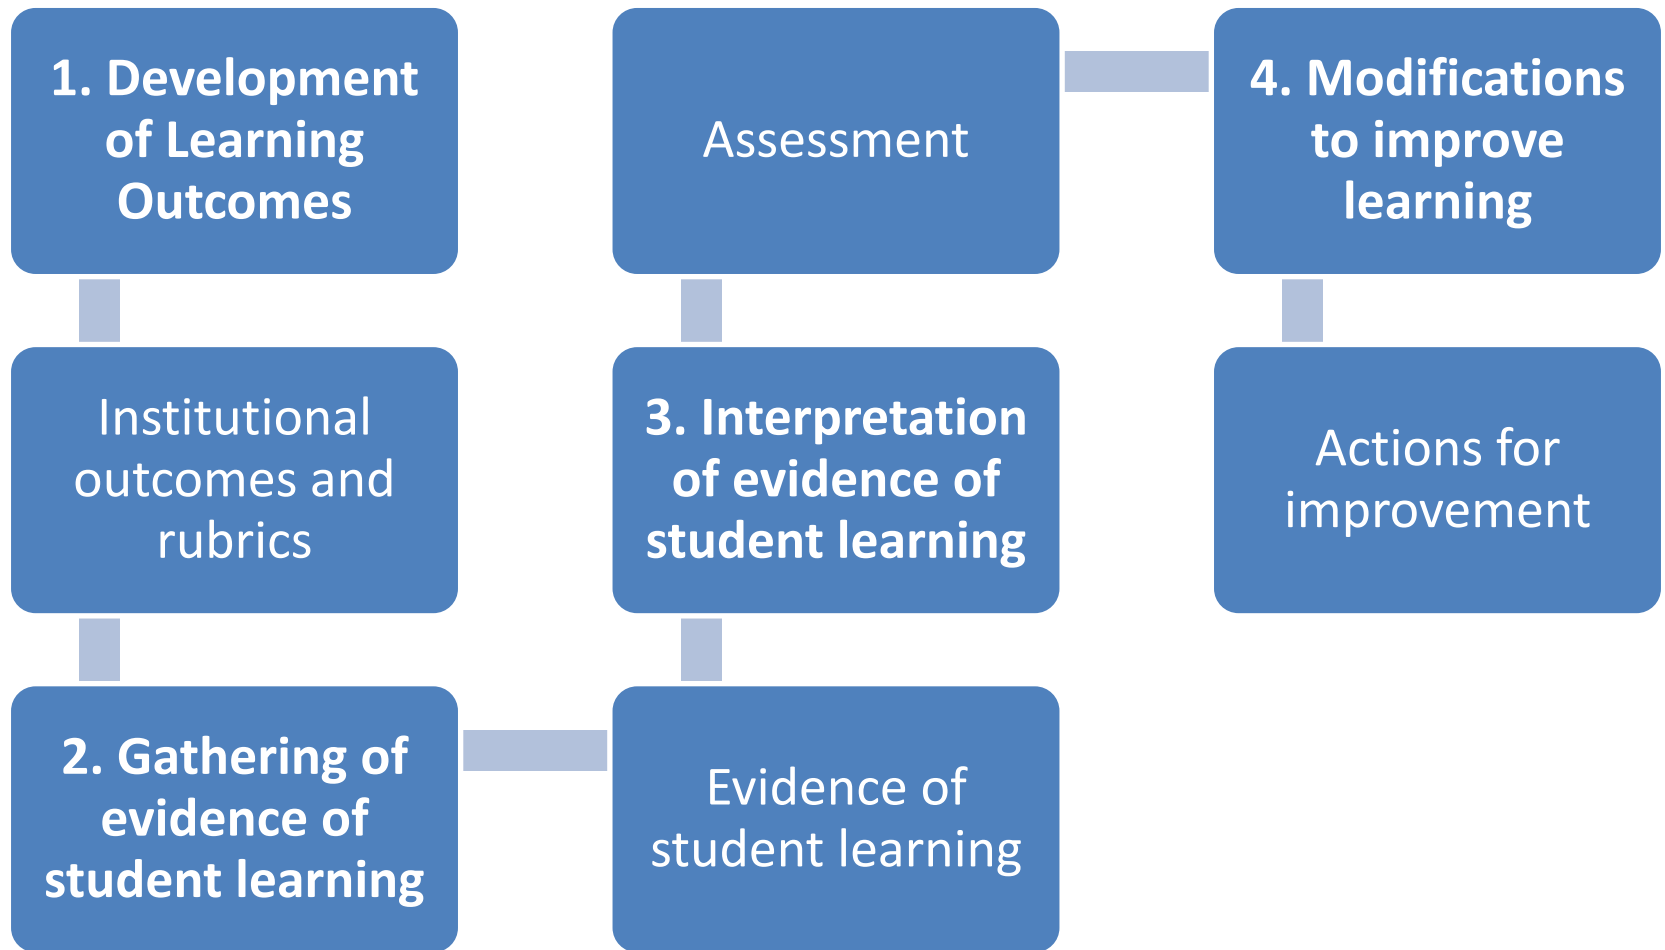 1. Development
of Learning
Outcomes
Institutional
outcomes and
rubrics
2. Gathering of
evidence of
student learning
Evidence of
student learning
3. Interpretation
of evidence of
student learning
Assessment
4. Modifications
to improve
learning
Actions for
improvement